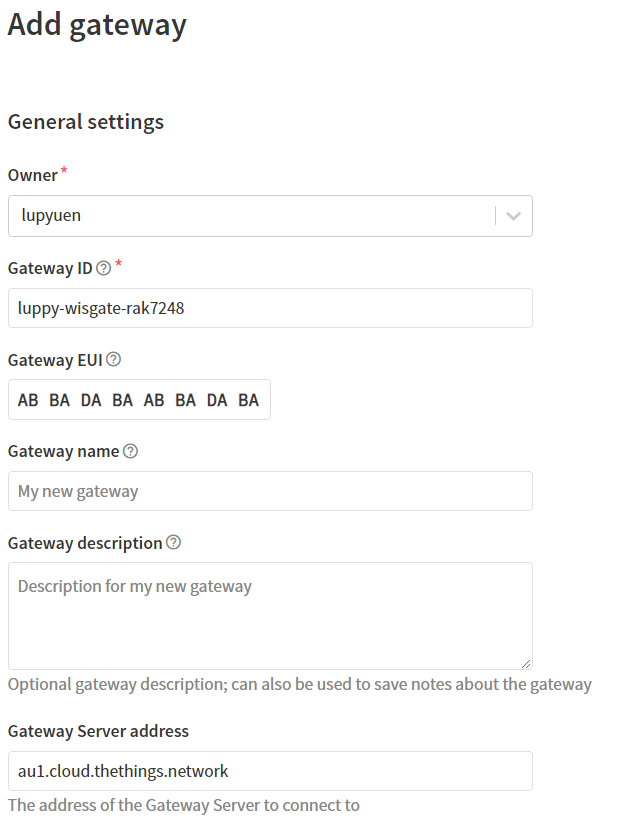 Add gateway
General settings
Owner *
lupyuen
Gateway ID ? *
luppy-wisgate-rak7248
Gateway EUI ?
AB BA DA BA AB BA DA BA
Gateway name ?
My new gateway
Gateway description ?
Description for my new gateway
Optional gateway description; can also be used to save notes about the gateway
Gateway Server address
au1.cloud.thethings.network
The address of the Gateway Server to connect to